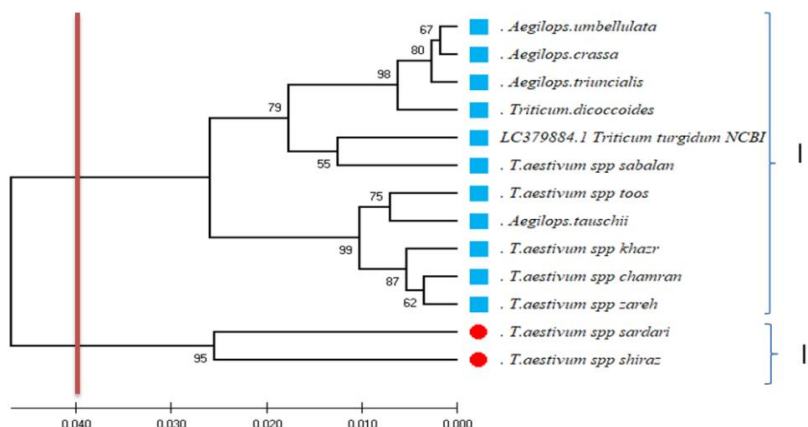 67
. Aegilops.umbellulata
80
. Aegilops.crassa
98
. Aegilops.triuncialis
79
. Triticum.dicoccoides
LC379884.1 Triticum turgidum NCBI
55
. T.aestivum spp sabalan
I
75
. T.aestivum spp toos
99
. Aegilops.tauschii
. T.aestivum spp khazr
87
. T.aestivum spp chamran
62
. T.aestivum spp zareh
. T.aestivum spp sardari
95
. T.aestivum spp shiraz
I
0.040 0.030 0.020 0.010 0.000